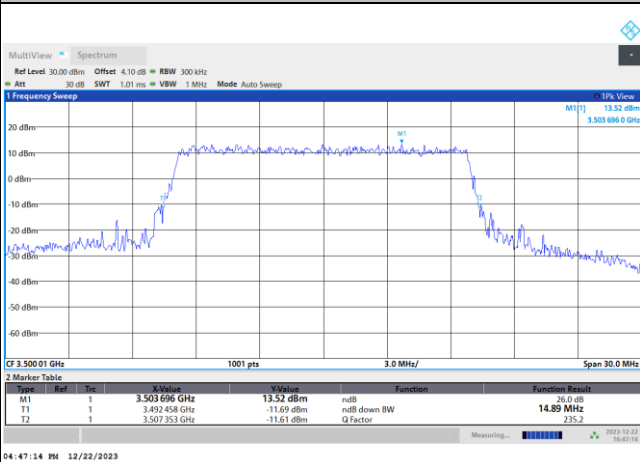 MultiView Spectrum
Ref Level 30.00 dBm Offset 4.10 dB RBW 300 kHz
Att 30 dB SWT 1.01 ms VBW 1 MHz Mode Auto Sweep
1 Frequency Sweep 1Pk View
M1[1] 13.52 dBm
3.503 696 0 GHz
20 dBm
M1
10 dBm
0 dBm
T1 T2
-10 dBm
-20 dBm
-30 dBm
-40 dBm
-50 dBm
-60 dBm
CF 3.500 01 GHz 1001 pts 3.0 MHz/ Span 30.0 MHz
2 Marker Table
Type Ref Trc X-Value Y-Value Function Function Result
M1 1 3.503 696 GHz 13.52 dBm ndB 26.0 dB
T1 1 3.492 458 GHz -11.69 dBm ndB down BW 14.89 MHz
T2 1 3.507 353 GHz -11.61 dBm Q Factor 235.2
Measuring... 2023-12-22
16:47:14
04:47:14 PM 12/22/2023